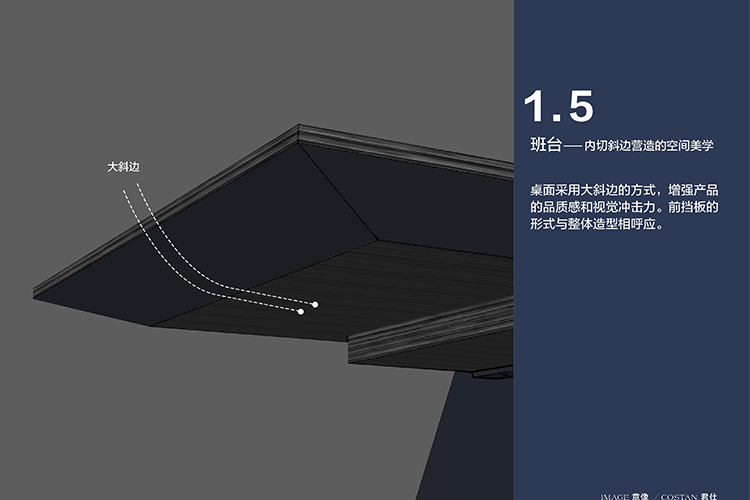 大斜边
1.5
班台——内切斜边营造的空间美学
桌面采用大斜边的方式，增强产品
的品质感和视觉冲击力。前挡板的
形式与整体造型相呼应。
IMAGE 意像 ／COSTAN 君仕